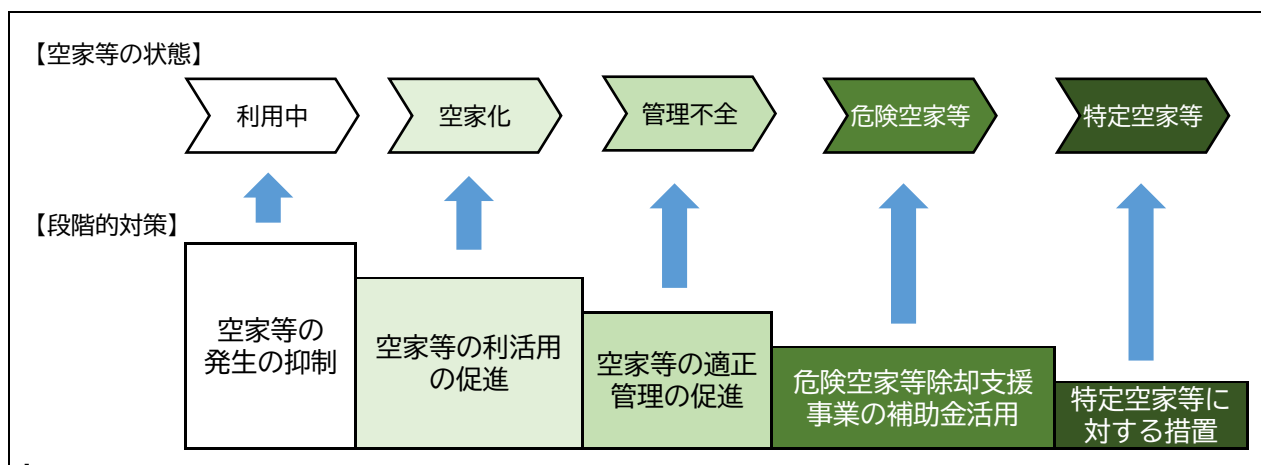 【空家等の状態】
利用中
空家化
管理不全
危険空家等
特定空家等
【段階的対策】
空家等の
発生の抑制
空家等の利活用
の促進
空家等の適正
管理の促進
危険空家等除却支援
事業の補助金活用
特定空家等に
対する措置